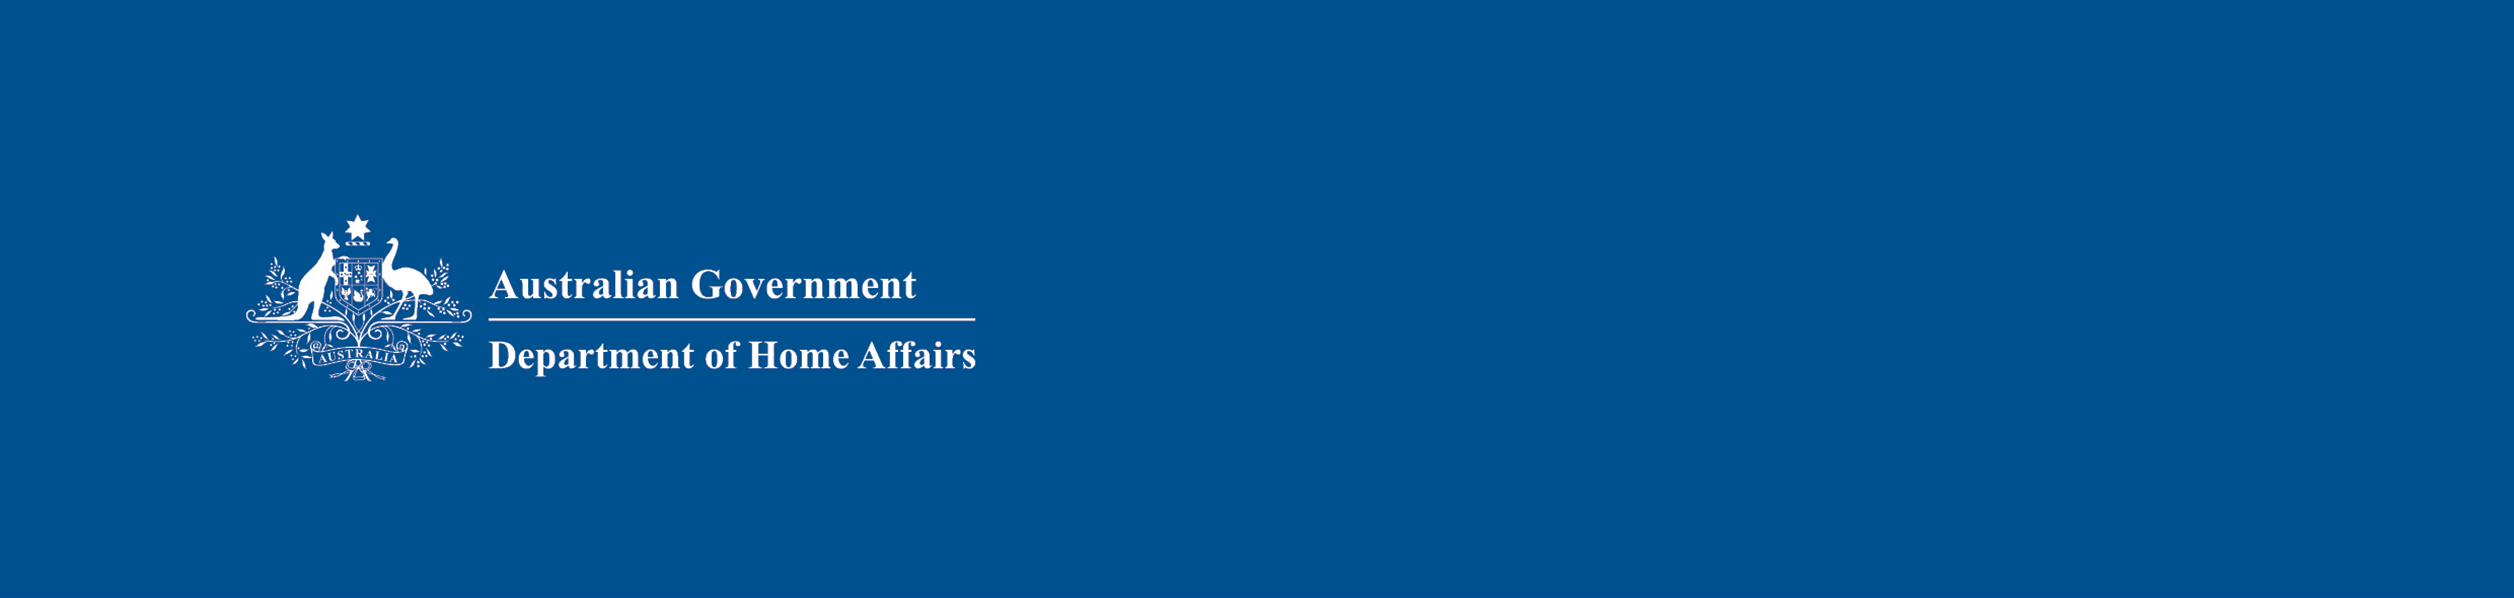 Australian Government
Department of Home Affairs
AUSTRALIA